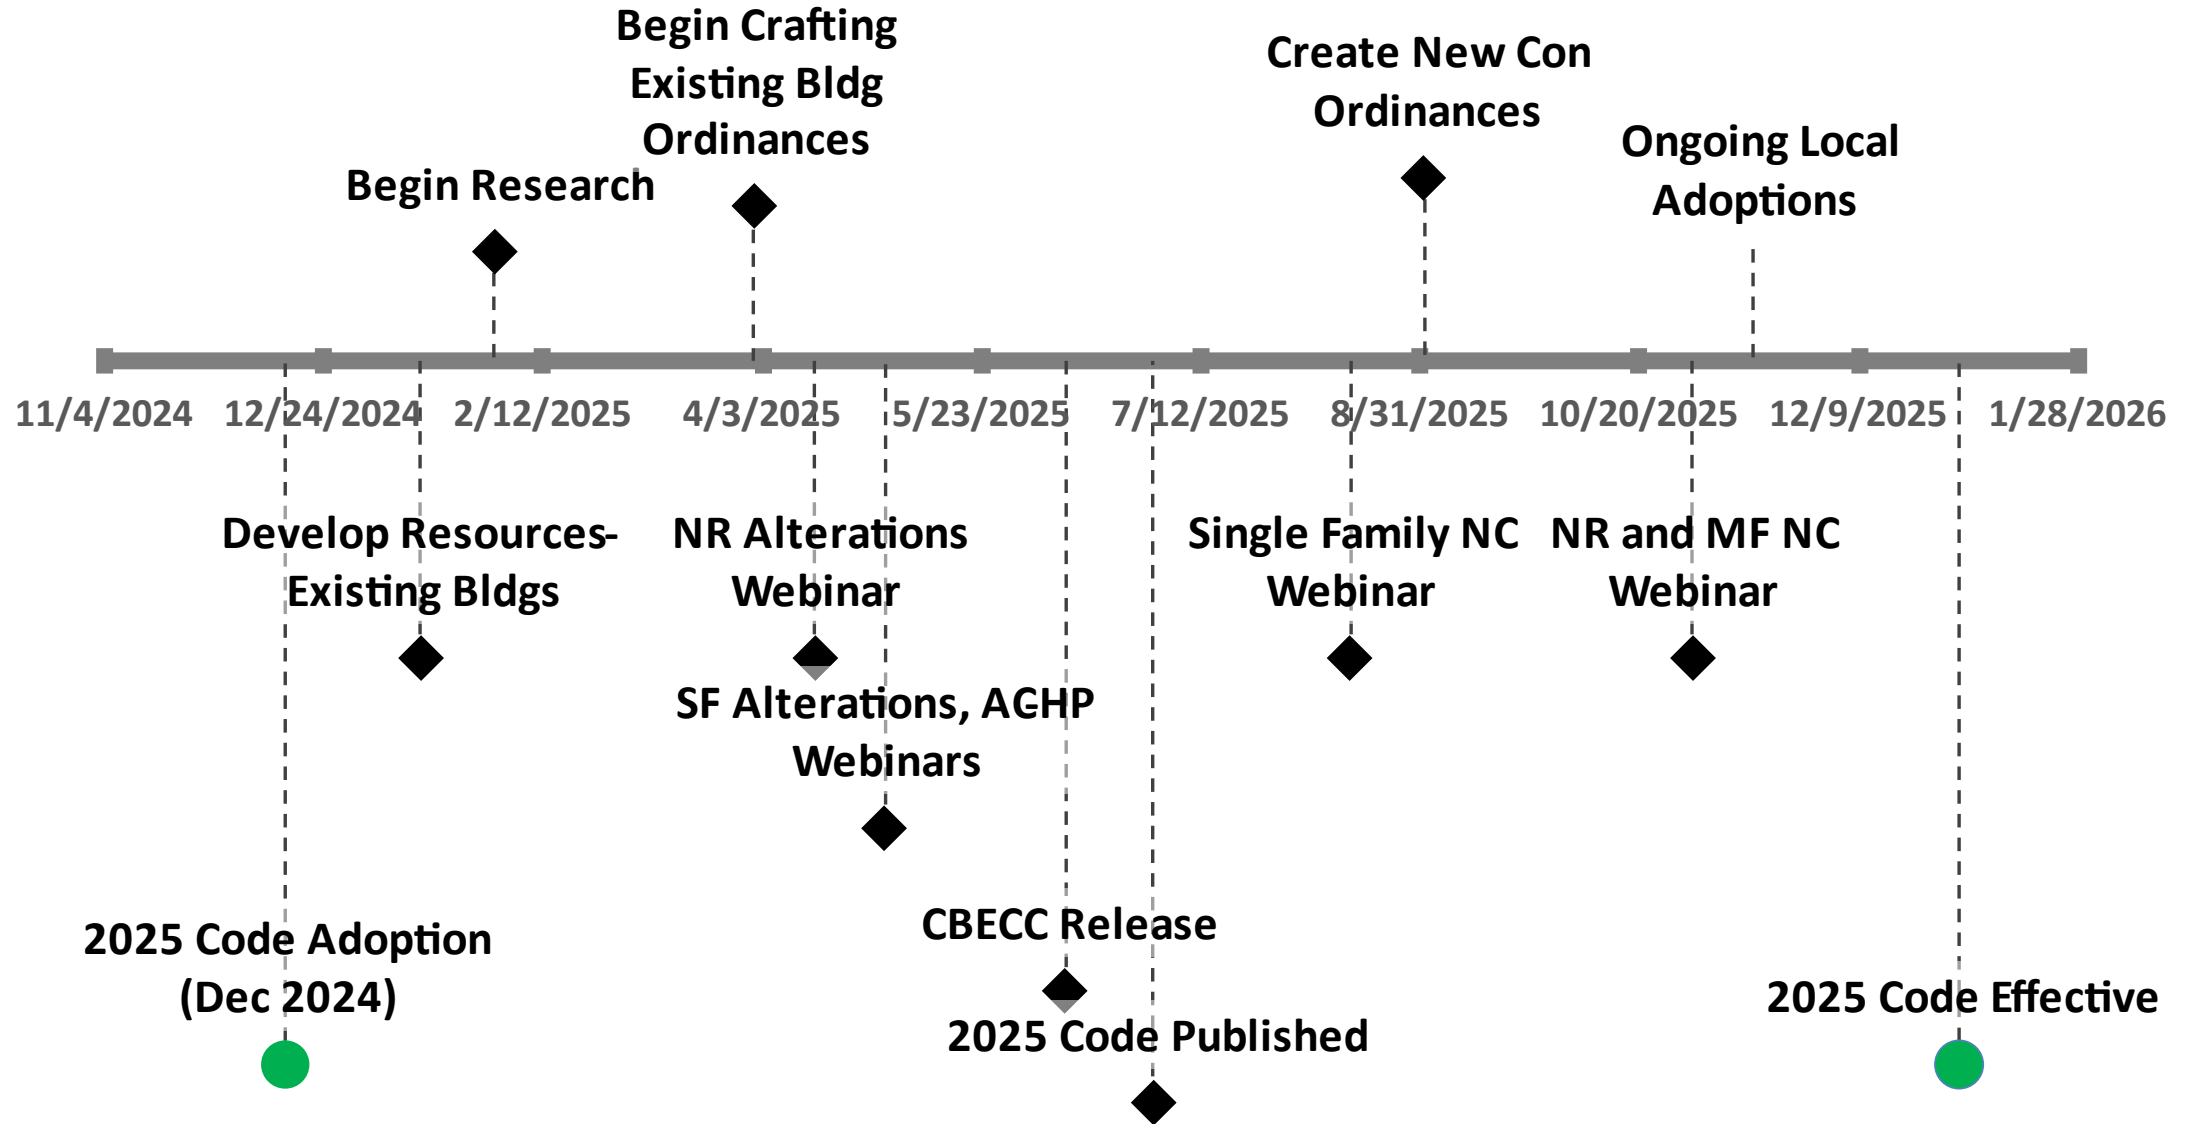 Begin Crafting
Existing Bldg
Ordinances
Create New Con
Ordinances
Ongoing Local
Adoptions
Begin Research
11/4/2024
12/24/2024
2/12/2025
4/3/2025
5/23/2025
7/12/2025
8/31/2025
10/20/2025
12/9/2025
1/28/2026
Develop Resources-
Existing Bldgs
NR Alterations
Webinar
Single Family NC
Webinar
NR and MF NC
Webinar
SF Alterations, AC-HP
Webinars
CBECC Release
2025 Code Adoption
(Dec 2024)
2025 Code Published
2025 Code Effective